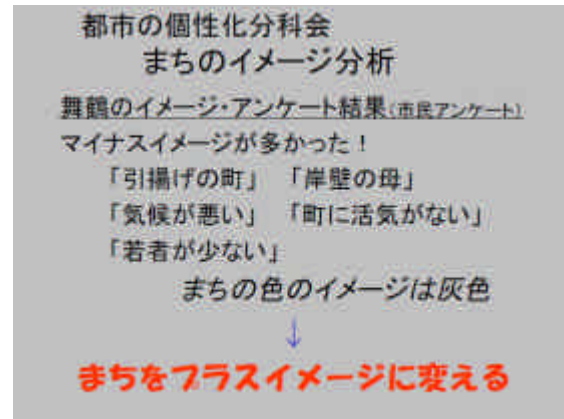 都市の個性化分科会
まちのイメージ分析
舞鶴のイメージ・アンケート結果(市民アンケート)
マイナスイメージが多かった！
「引揚げの町」 「岸壁の母」
「気候が悪い」 「町に活気がない」
「若者が少ない」
まちの色のイメージは灰色
↓
まちをプラスイメージに変える